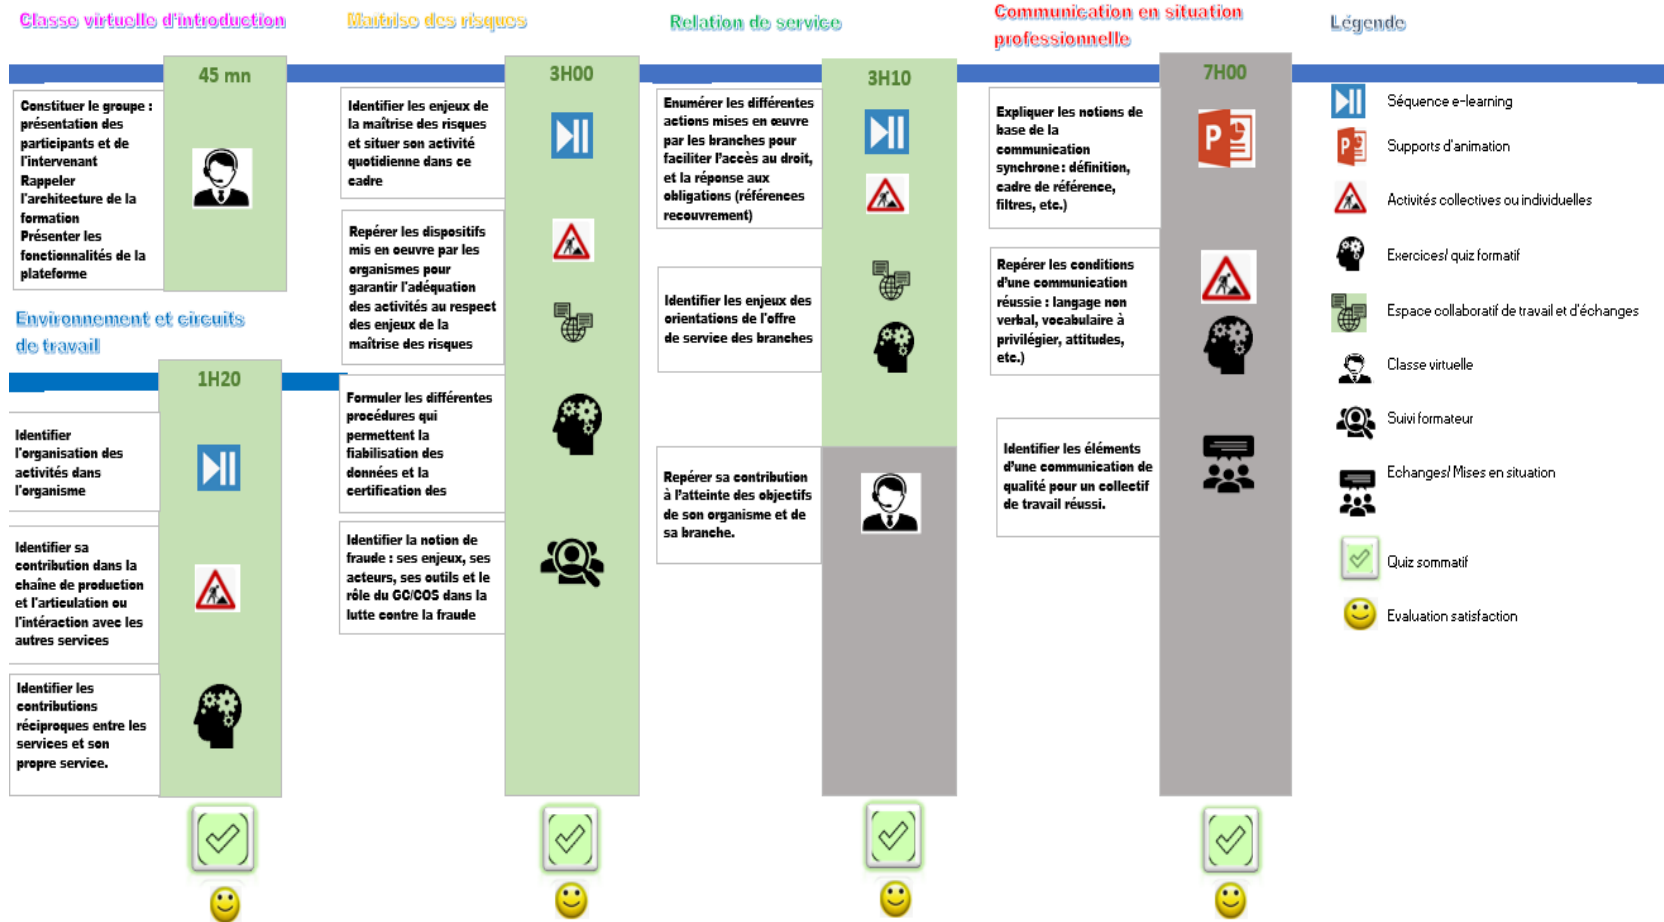 Classe virtuelle d'introduction
45 mn
Constituer le groupe :
présentation des
participants et de
l'intervenant
Rappeler
l'architecture de la
formation
Présenter les
fonctionnalités de la
plateforme
Environnement et circuits
de travail
1H20
Identifier
l'organisation des
activités dans
l'organisme
Identifier sa
contribution dans la
chaîne de production
et l'articulation ou
l'intéraction avec les
autres services
Identifier les
contributions
réciproques entre les
services et son
propre service.
Maîtrise des risques
3H00
Identifier les enjeux de
la maîtrise des risques
et situer son activité
quotidienne dans ce
cadre
Repérer les dispositifs
mis en oeuvre par les
organismes pour
garantir l'adéquation
des activités au respect
des enjeux de la
maîtrise des risques
Formuler les différentes
procédures qui
permettent la
fiabilisation des
données et la
certification des
Identifier la notion de
fraude : ses enjeux, ses
acteurs, ses outils et le
rôle du GC/COS dans la
lutte contre la fraude
Relation de service
3H10
Enumérer les différentes
actions mises en œuvre
par les branches pour
faciliter l'accès au droit,
et la réponse aux
obligations (références
recouvrement)
Identifier les enjeux des
orientations de l'offre
de service des branches
Repérer sa contribution
à l'atteinte des objectifs
de son organisme et de
sa branche.
Communication en situation
professionnelle
7H00
Expliquer les notions de
base de la
communication
synchrone : définition,
cadre de référence,
filtres, etc.)
Repérer les conditions
d'une communication
réussie : langage non
verbal, vocabulaire à
privilégier, attitudes,
etc.)
Identifier les éléments
d'une communication de
qualité pour un collectif
de travail réussi.
Légende
Séquence e-learning
Supports d'animation
Activités collectives ou individuelles
Exercices/ quiz formatif
Espace collaboratif de travail et d'échanges
Classe virtuelle
Suivi formateur
Echanges/ Mises en situation
Quiz sommatif
Evaluation satisfaction